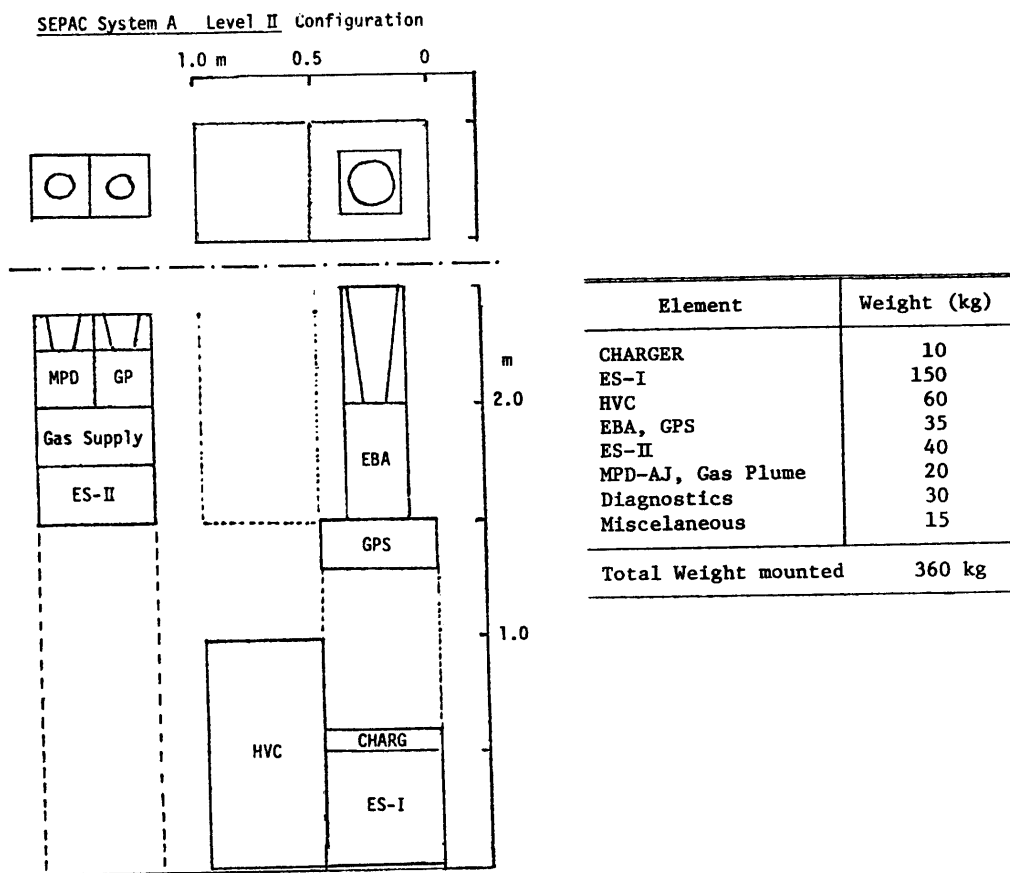 SEPAC System A Level II Configuration
1.0 m 0.5 0
m
2.0
1.0
MPD GP
Gas Supply
ES-II
EBA
GPS
HVC
CHARG
ES-I
Element Weight (kg)
CHARGER 10
ES-I 150
HVC 60
EBA, GPS 35
ES-II 40
MPD-AJ, Gas Plume 20
Diagnostics 30
Miscelaneous 15
Total Weight mounted 360 kg